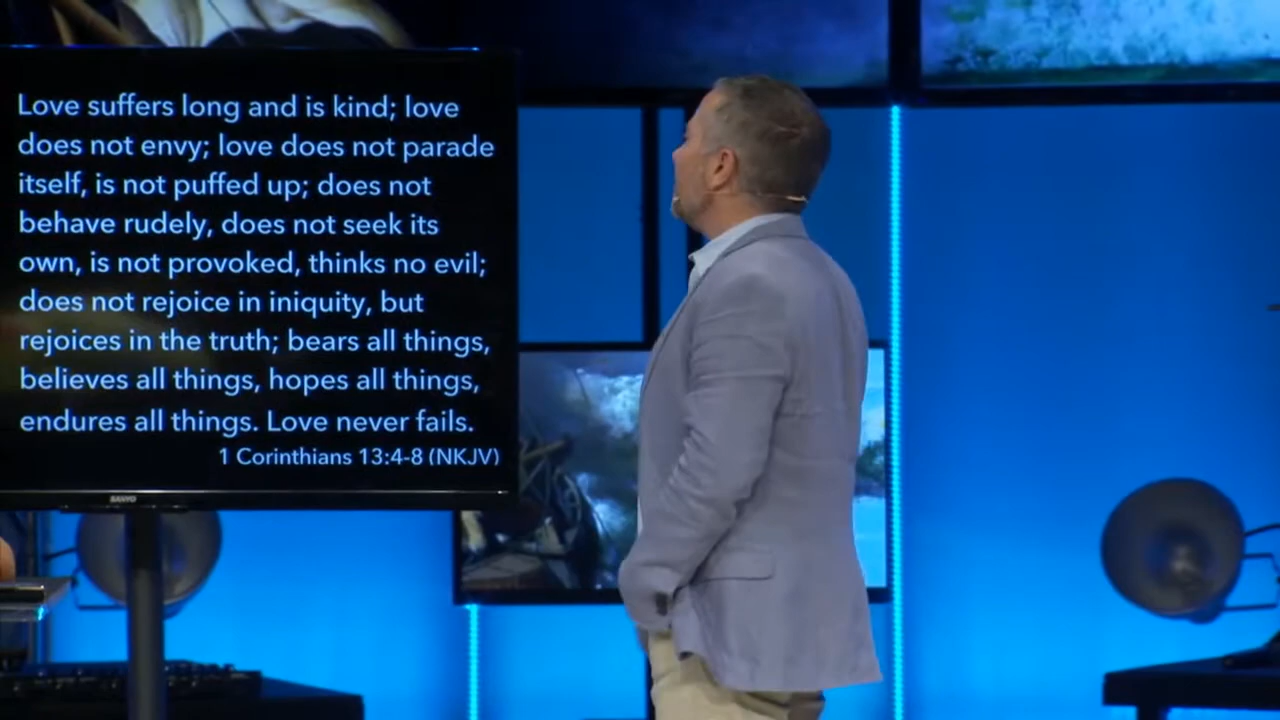 Love suffers long and is kind; love
does not envy; love does not parade
itself, is not puffed up; does not
behave rudely, does not seek its
own, is not provoked, thinks no evil;
does not rejoice in iniquity, but
rejoices in the truth; bears all things,
believes all things, hopes all things,
endures all things. Love never fails.
1 Corinthians 13:4-8 (NKJV)
SANYO